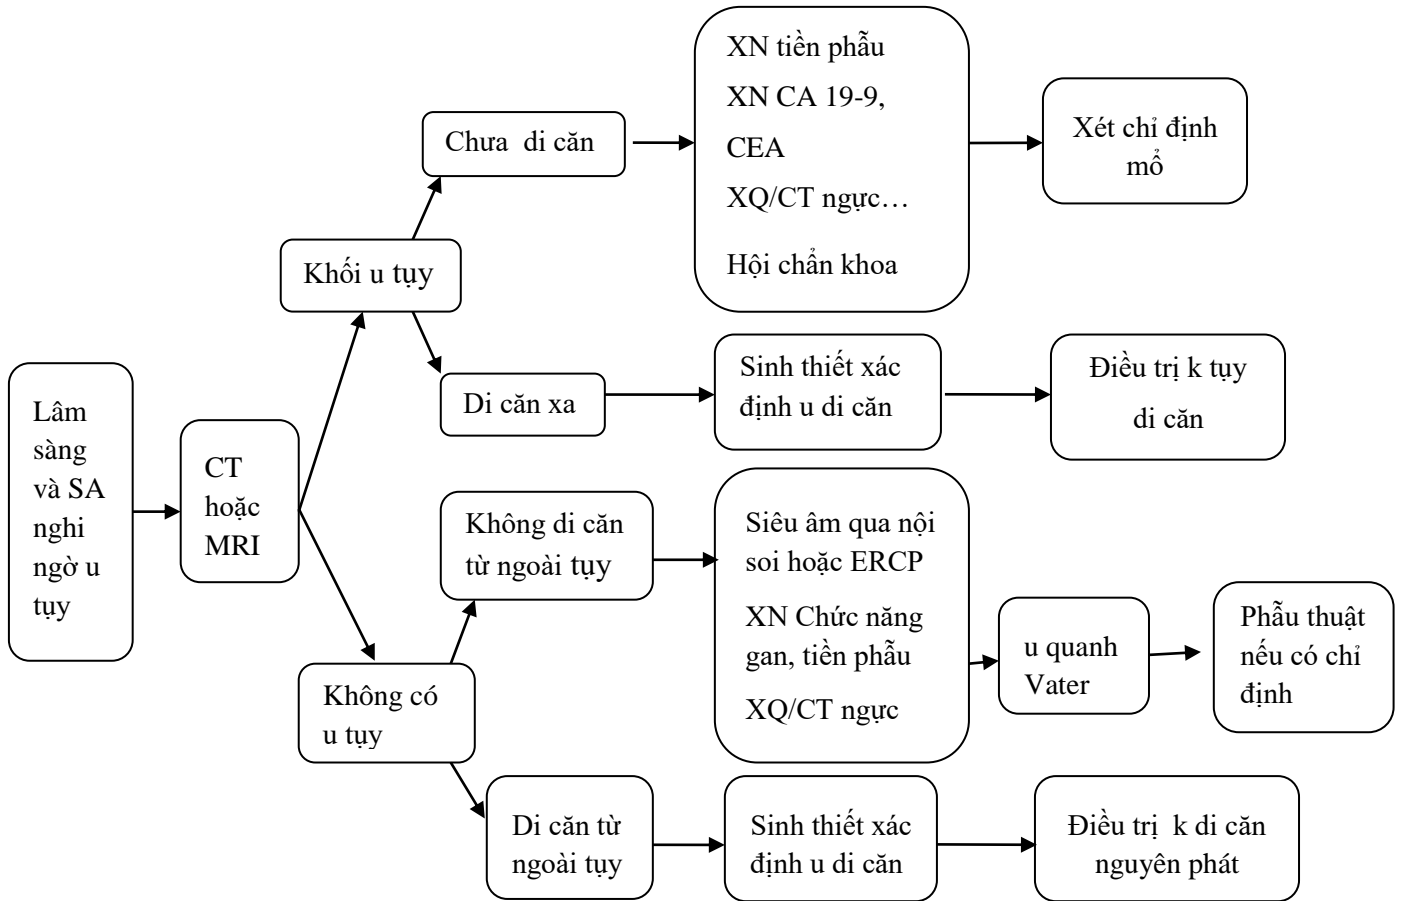 Lâm
sàng
và SA
nghi
ngờ u
tụy
CT
hoặc
MRI
Khối u tụy
Chưa di căn
XN tiền phẫu
XN CA 19-9,
CEA
XQ/CT ngực…
Hội chẩn khoa
Xét chỉ định
mổ
Di căn xa
Sinh thiết xác
định u di căn
Điều trị k tụy
di căn
Không có
u tụy
Không di căn
từ ngoài tụy
Siêu âm qua nội
soi hoặc ERCP
XN Chức năng
gan, tiền phẫu
XQ/CT ngực
u quanh
Vater
Phẫu thuật
nếu có chỉ
định
Di căn từ
ngoài tụy
Sinh thiết xác
định u di căn
Điều trị k di căn
nguyên phát